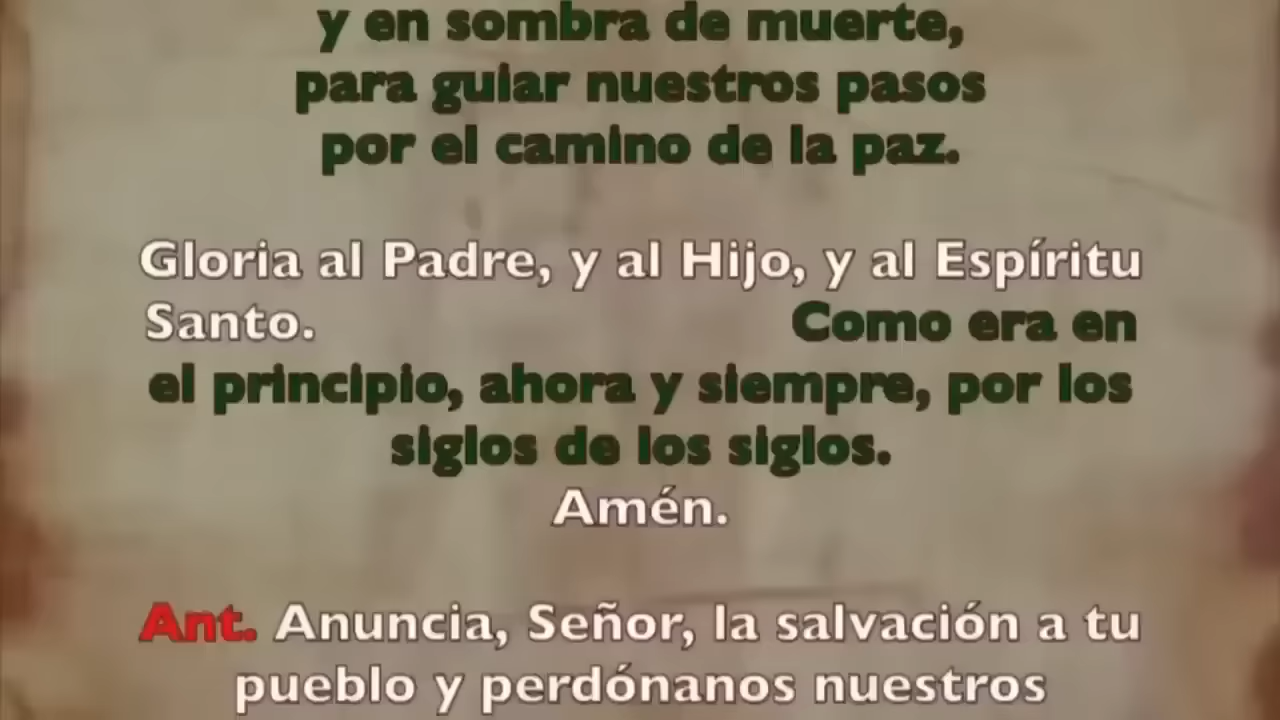 y en sombra de muerte,
para guiar nuestros pasos
por el camino de la paz.
Gloria al Padre, y al Hijo, y al Espíritu
Santo. Como era en
el principio, ahora y siempre, por los
siglos de los siglos.
Amén.
Ant. Anuncia, Señor, la salvación a tu
pueblo y perdónanos nuestros